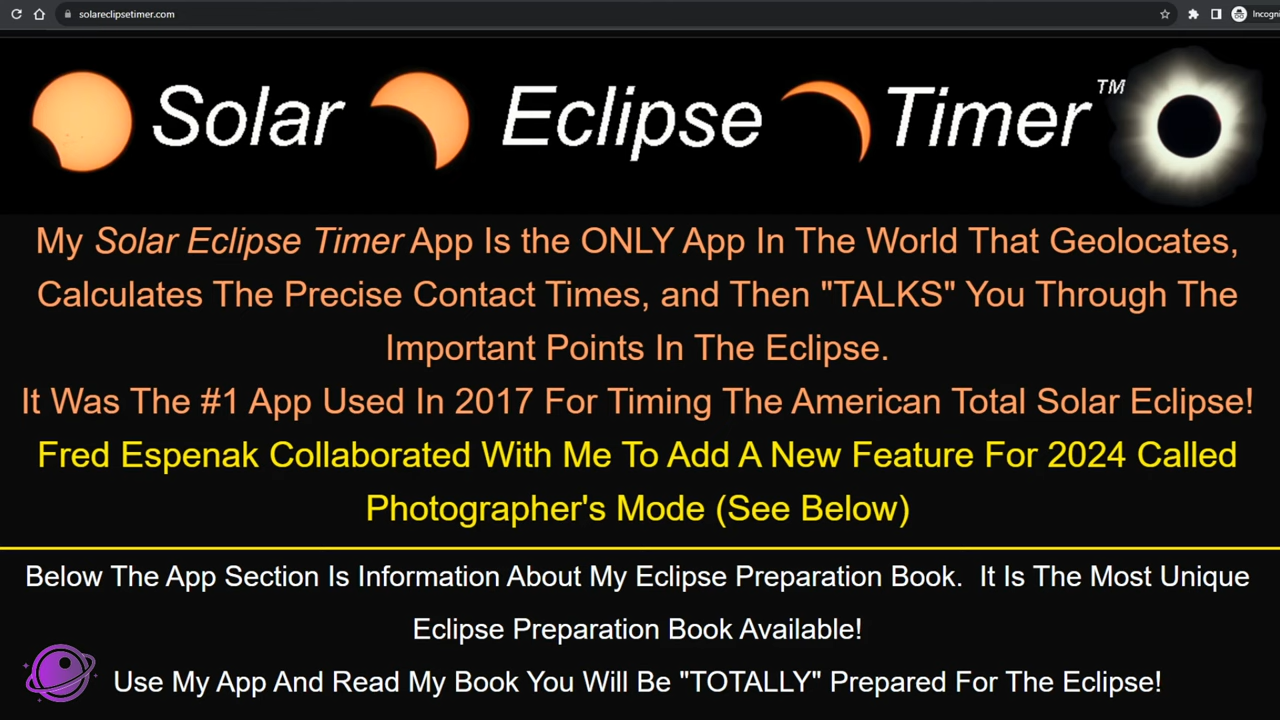 solareclipsetimer.com
Solar Eclipse Timer™
My Solar Eclipse Timer App Is the ONLY App In The World That Geolocates,
Calculates The Precise Contact Times, and Then "TALKS" You Through The
Important Points In The Eclipse.
It Was The #1 App Used In 2017 For Timing The American Total Solar Eclipse!
Fred Espenak Collaborated With Me To Add A New Feature For 2024 Called
Photographer's Mode (See Below)
Below The App Section Is Information About My Eclipse Preparation Book.  It Is The Most Unique
Eclipse Preparation Book Available!
Use My App And Read My Book You Will Be "TOTALLY" Prepared For The Eclipse!